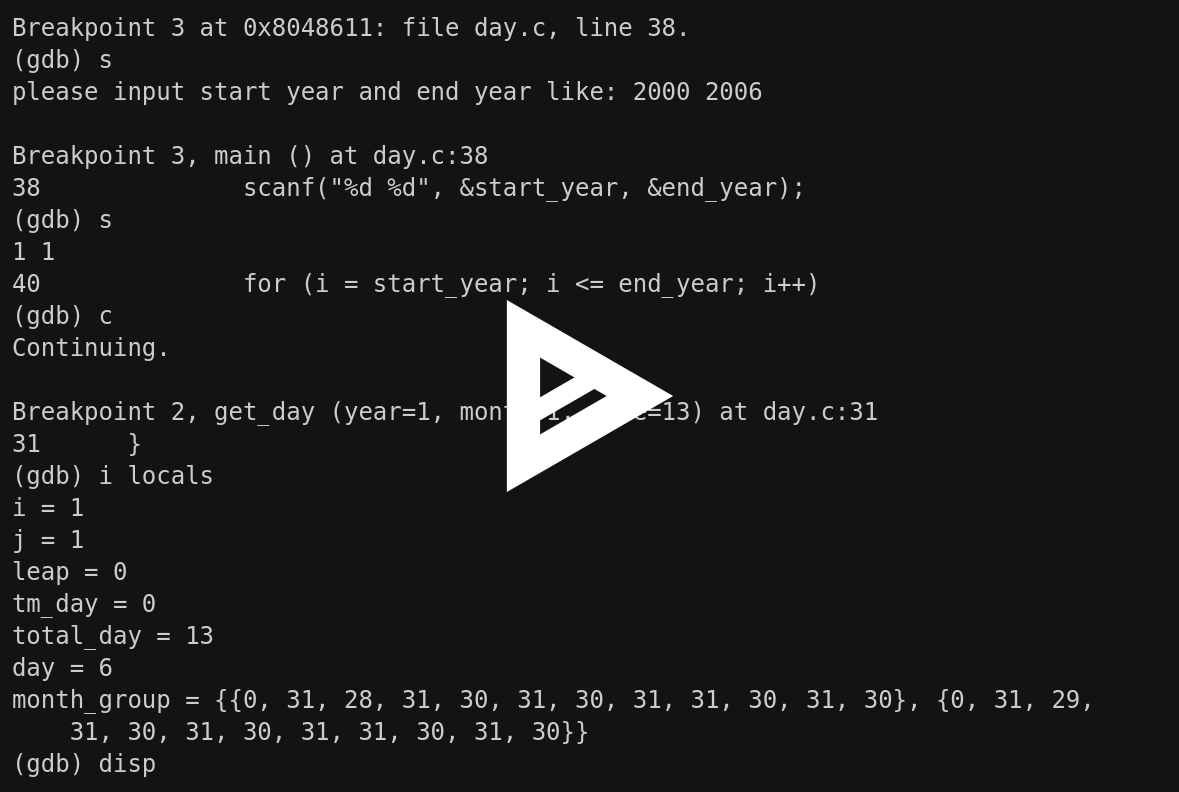 Breakpoint 3 at 0x8048611: file day.c, line 38.
(gdb) s
please input start year and end year like: 2000 2006
Breakpoint 3, main () at day.c:38
38              scanf("%d %d", &start_year, &end_year);
(gdb) s
1 1
40              for (i = start_year; i <= end_year; i++)
(gdb) c
Continuing.
Breakpoint 2, get_day (year=1, =13) at day.c:31
31      }
(gdb) i locals
i = 1
j = 1
leap = 0
tm_day = 0
total_day = 13
day = 6
month_group = {{0, 31, 28, 31, 30, 31, 30, 31, 31, 30, 31, 30}, {0, 31, 29,
    31, 30, 31, 30, 31, 31, 30, 31, 30}}
(gdb) disp